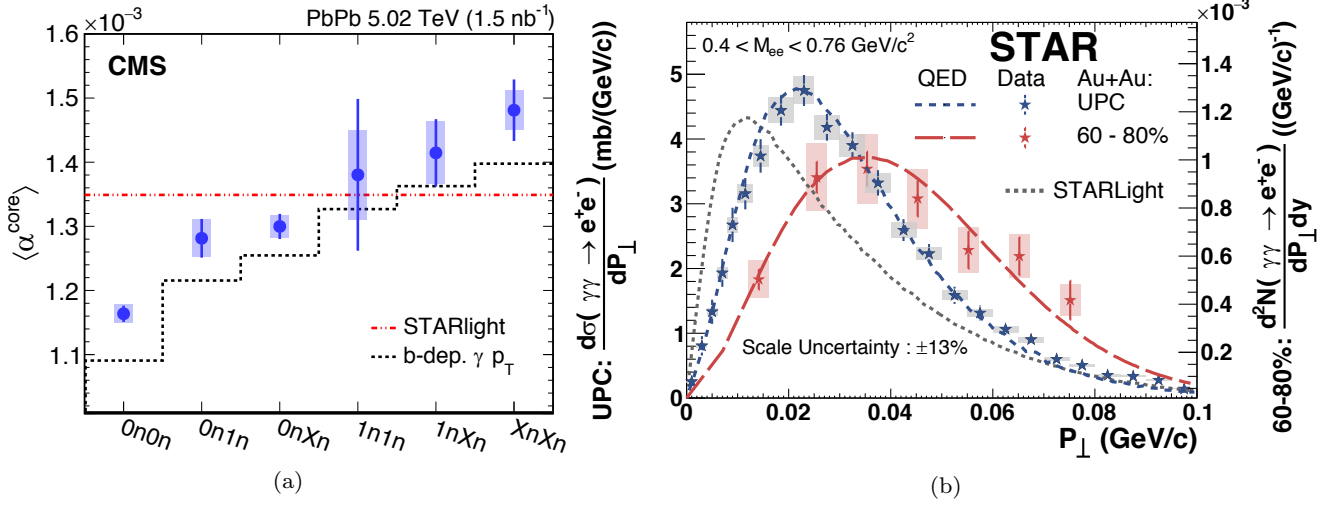 PbPb 5.02 TeV (1.5 nb⁻¹)
×10⁻³
CMS
⟨α^core⟩
1.6
1.5
1.4
1.3
1.2
1.1
STARlight
b-dep. γ p_T
0n0n
0n1n
0nXn
1n1n
1nXn
XnXn
(a)
×10⁻³
0.4 < M_ee < 0.76 GeV/c²
STAR
QED Data Au+Au:
UPC
60 - 80%
STARLight
Scale Uncertainty : ±13%
UPC: dσ( γγ → e⁺e⁻ ) / dP_⊥ (mb/(GeV/c))
5
4
3
2
1
0
0 0.02 0.04 0.06 0.08 0.1
P_⊥ (GeV/c)
1.4
1.2
1
0.8
0.6
0.4
0.2
60-80%: d²N( γγ → e⁺e⁻ ) / dP_⊥dy ((GeV/c)⁻¹)
(b)